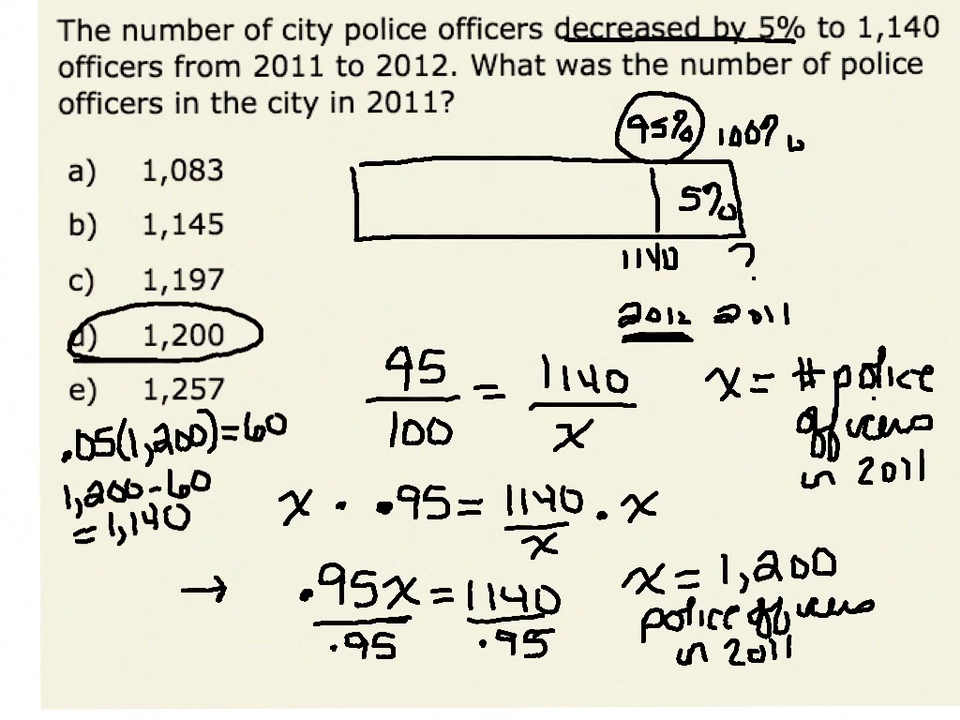 The number of city police officers decreased by 5% to 1,140
officers from 2011 to 2012. What was the number of police
officers in the city in 2011?
95% 100%
a) 1,083
5%
b) 1,145
1140 ?
c) 1,197
2012 2011
d) 1,200
e) 1,257
95/100 = 1140/x
x = # police
officers
in 2011
.05(1,200)=60
1,200-60
= 1,140
x · .95 = 1140/x · x
→ .95x/.95 = 1140/.95
x = 1,200
police officers
in 2011